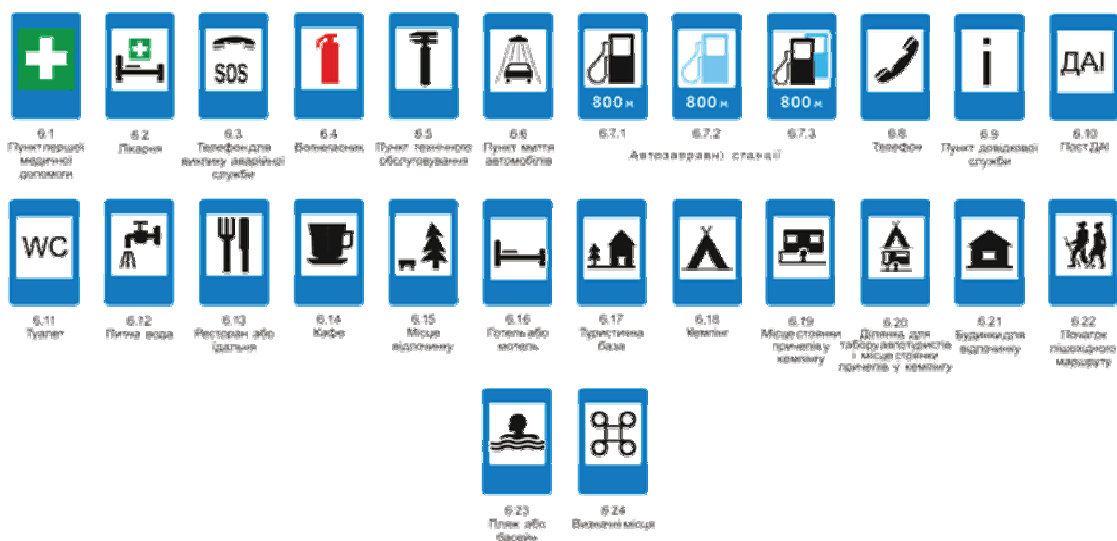 SOS
800 м
800 м
800 м
i
ДАІ
6.1
Пункт першої
медичної
допомоги
6.2
Лікарня
6.3
Телефон для
виклику аварійної
служби
6.4
Вогнегасник
6.5
Пункт технічного
обслуговування
6.6
Пункт миття
автомобілів
6.7.1
6.7.2
6.7.3
Автозаправні станції
6.8
Телефон
6.9
Пункт довідкової
служби
6.10
Пост ДАІ
WC
6.11
Туалет
6.12
Питна вода
6.13
Ресторан або
їдальня
6.14
Кафе
6.15
Місце
відпочинку
6.16
Готель або
мотель
6.17
Туристична
база
6.18
Кемпінг
6.19
Місце стоянки
причепів у
кемпінгу
6.20
Ділянка для
табору автотуристів
і місце стоянки
причепів у кемпінгу
6.21
Будинки для
відпочинку
6.22
Початок
пішохідного
маршруту
6.23
Пляж або
басейн
6.24
Визначні місця